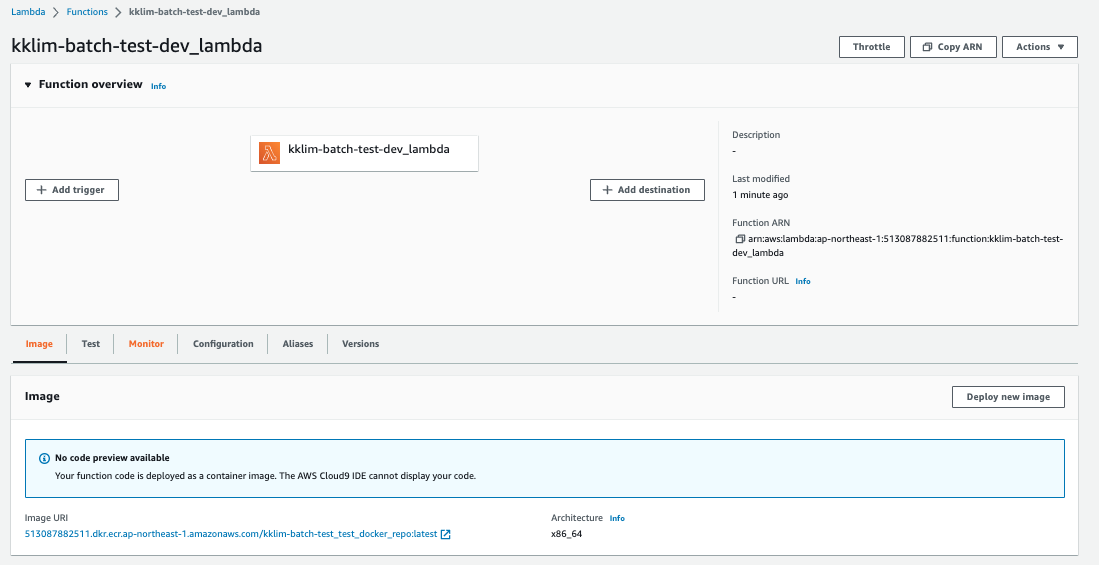 Lambda > Functions > kklim-batch-test-dev_lambda
kklim-batch-test-dev_lambda
Throttle
Copy ARN
Actions
Function overview Info
kklim-batch-test-dev_lambda
Add trigger
Add destination
Description
-
Last modified
1 minute ago
Function ARN
arn:aws:lambda:ap-northeast-1:513087882511:function:kklim-batch-test-
dev_lambda
Function URL Info
-
Image
Test
Monitor
Configuration
Aliases
Versions
Image
Deploy new image
No code preview available
Your function code is deployed as a container image. The AWS Cloud9 IDE cannot display your code.
Image URI
513087882511.dkr.ecr.ap-northeast-1.amazonaws.com/kklim-batch-test_test_docker_repo:latest
Architecture Info
x86_64